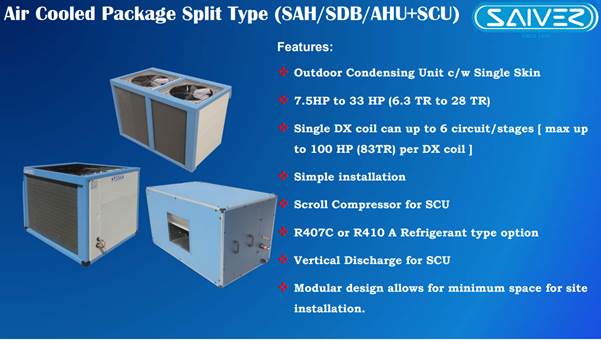 Air Cooled Package Split Type (SAH/SDB/AHU+SCU)
SAIVER
Features:
Outdoor Condensing Unit c/w Single Skin
7.5HP to 33 HP (6.3 TR to 28 TR)
Single DX coil can up to 6 circuit/stages [ max up
to 100 HP (83TR) per DX coil ]
Simple installation
Scroll Compressor for SCU
R407C or R410 A Refrigerant type option
Vertical Discharge for SCU
Modular design allows for minimum space for site
installation.